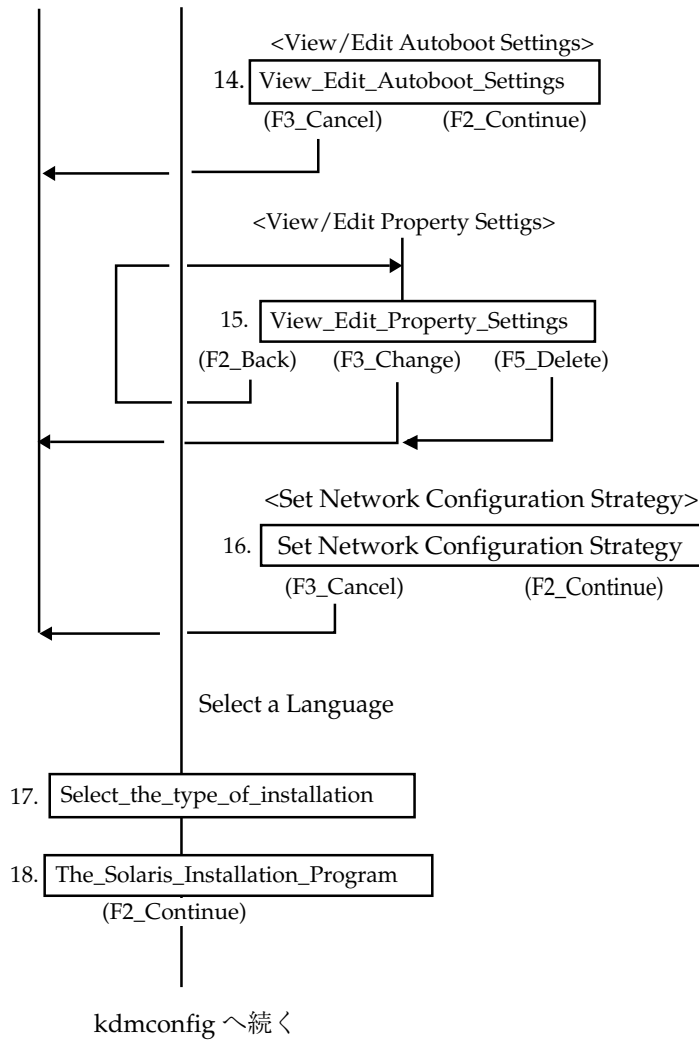 <View/Edit Autoboot Settings>
14. View_Edit_Autoboot_Settings
(F3_Cancel) (F2_Continue)
<View/Edit Property Settigs>
15. View_Edit_Property_Settings
(F2_Back) (F3_Change) (F5_Delete)
<Set Network Configuration Strategy>
16. Set Network Configuration Strategy
(F3_Cancel) (F2_Continue)
Select a Language
17. Select_the_type_of_installation
18. The_Solaris_Installation_Program
(F2_Continue)
kdmconfig へ続く